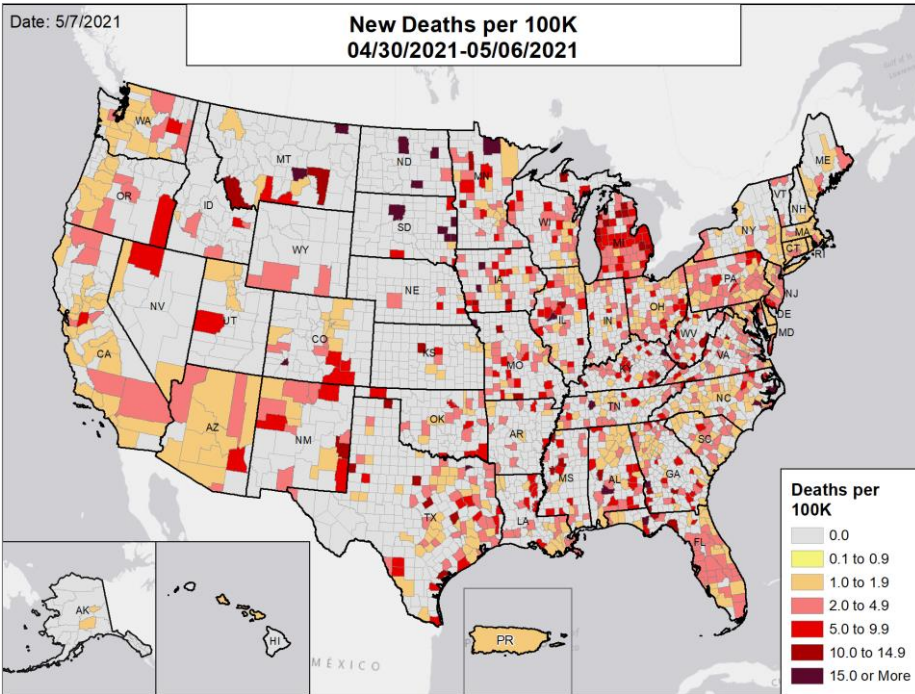 Date: 5/7/2021
New Deaths per 100K
04/30/2021-05/06/2021
WA
MT
ND
MN
ME
OR
ID
SD
WI
MI
VT
NH
NY
MA
CT
RI
WY
IA
PA
NJ
NE
NV
UT
IL
IN
OH
DE
MD
CO
CA
KS
MO
WV
VA
KY
AZ
NM
OK
AR
TN
NC
SC
MS
AL
GA
TX
LA
FL
AK
HI
PR
MÉXICO
Deaths per
100K
0.0
0.1 to 0.9
1.0 to 1.9
2.0 to 4.9
5.0 to 9.9
10.0 to 14.9
15.0 or More